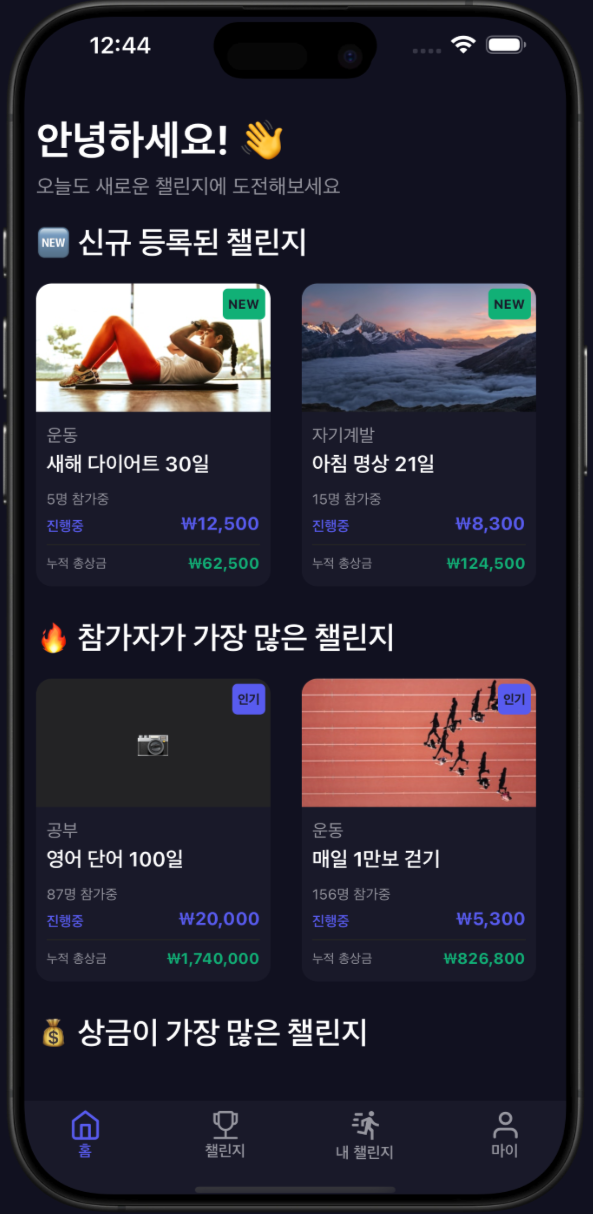 12:44
안녕하세요! 👋
오늘도 새로운 챌린지에 도전해보세요
🆕 신규 등록된 챌린지
NEW
NEW
운동
자기계발
새해 다이어트 30일
아침 명상 21일
5명 참가중
15명 참가중
진행중 ₩12,500
진행중 ₩8,300
누적 총상금 ₩62,500
누적 총상금 ₩124,500
🔥 참가자가 가장 많은 챌린지
인기
인기
공부
운동
영어 단어 100일
매일 1만보 걷기
87명 참가중
156명 참가중
진행중 ₩20,000
진행중 ₩5,300
누적 총상금 ₩1,740,000
누적 총상금 ₩826,800
💰 상금이 가장 많은 챌린지
홈
챌린지
내 챌린지
마이